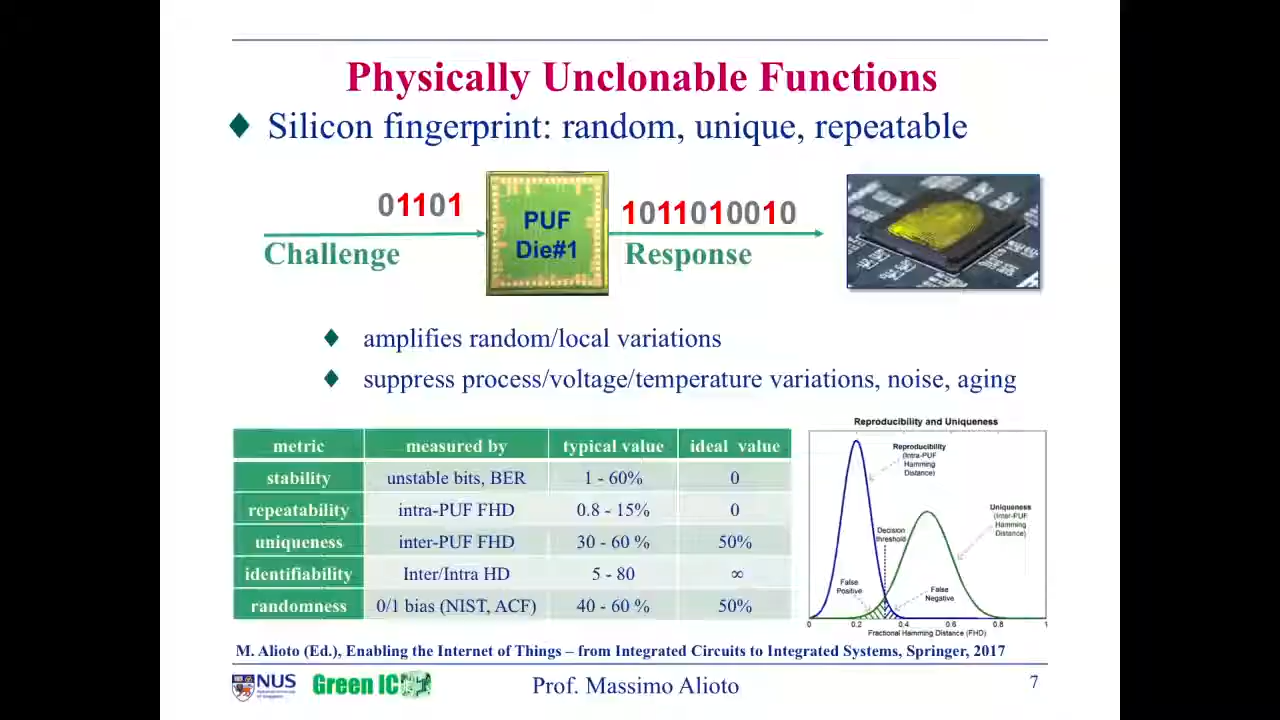 Physically Unclonable Functions
Silicon fingerprint: random, unique, repeatable
01101
PUF
Die#1
1011010010
Challenge
Response
amplifies random/local variations
suppress process/voltage/temperature variations, noise, aging
metric measured by typical value ideal value
stability unstable bits, BER 1 - 60% 0
repeatability intra-PUF FHD 0.8 - 15% 0
uniqueness inter-PUF FHD 30 - 60 % 50%
identifiability Inter/Intra HD 5 - 80 ∞
randomness 0/1 bias (NIST, ACF) 40 - 60 % 50%
Reproducibility and Uniqueness
Reproducibility
(Intra-PUF
Hamming
Distance)
Uniqueness
(Inter-PUF
Hamming
Distance)
Decision
threshold
False
Positive
False
Negative
0 0.2 0.4 0.6 0.8 1
Fractional Hamming Distance (FHD)
M. Alioto (Ed.), Enabling the Internet of Things – from Integrated Circuits to Integrated Systems, Springer, 2017
NUS
Green IC
Prof. Massimo Alioto
7